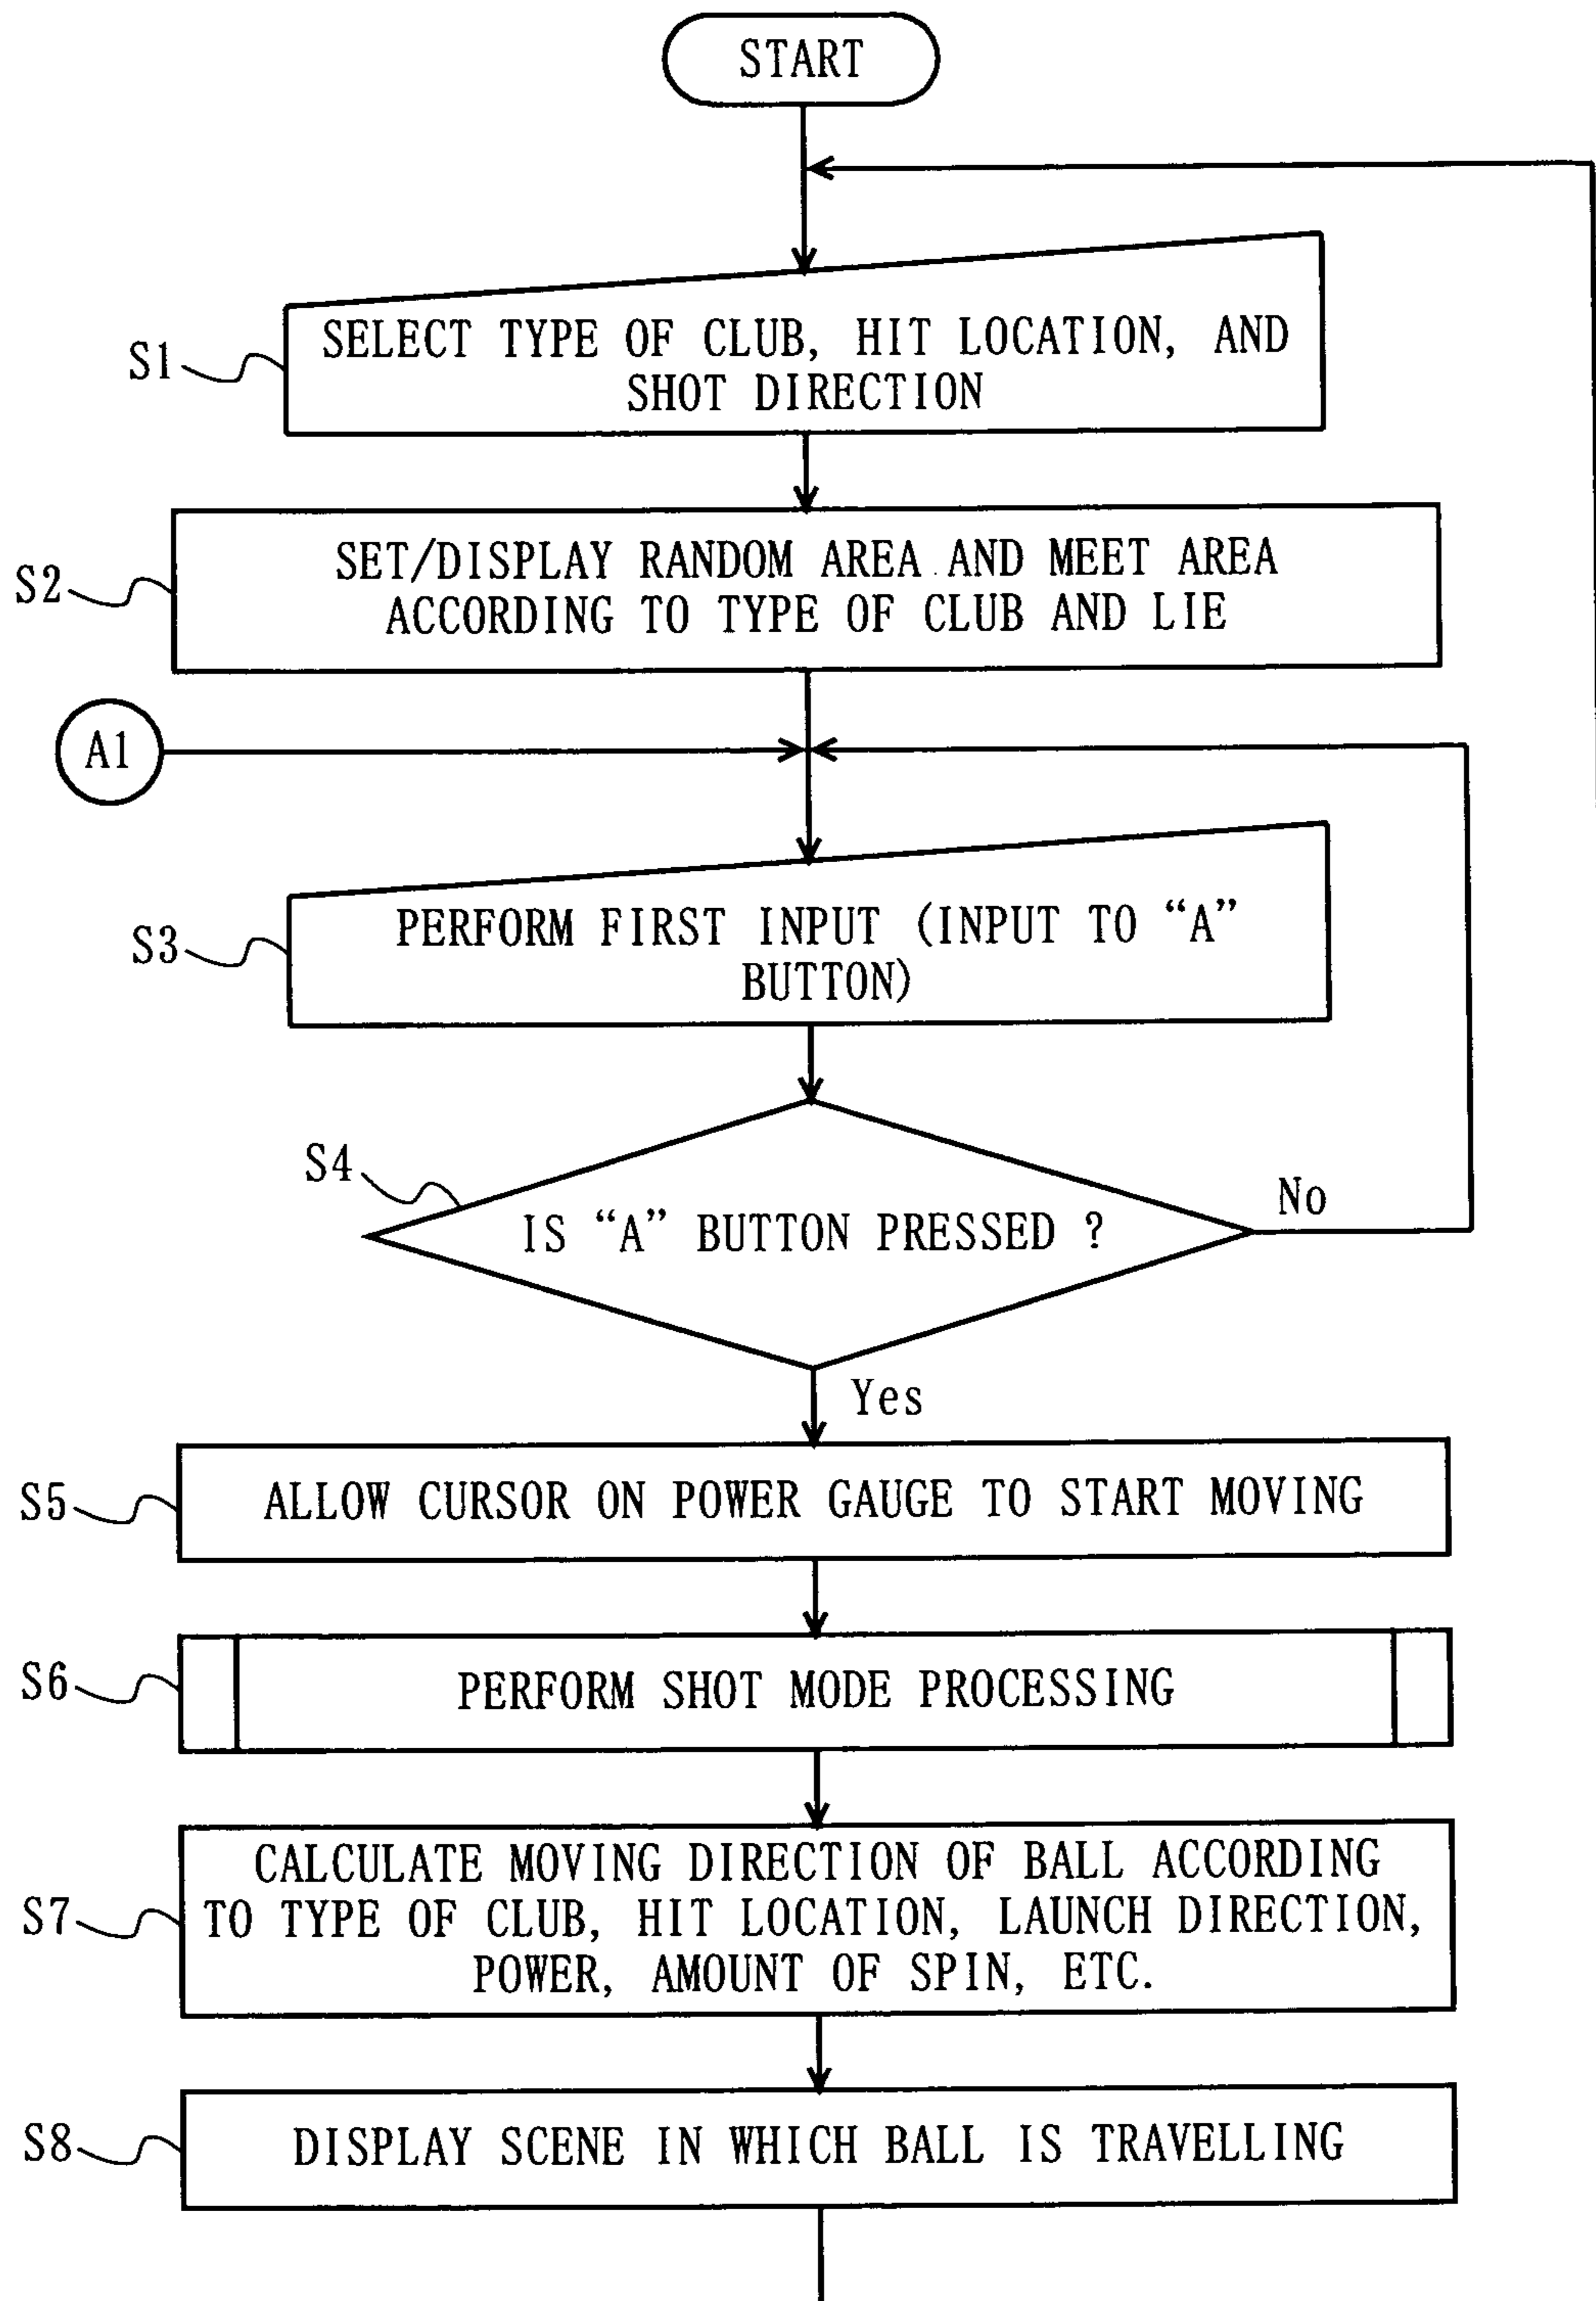 START
S1
SELECT TYPE OF CLUB, HIT LOCATION, AND
SHOT DIRECTION
S2
SET/DISPLAY RANDOM AREA AND MEET AREA
ACCORDING TO TYPE OF CLUB AND LIE
A1
S3
PERFORM FIRST INPUT (INPUT TO “A”
BUTTON)
S4
IS “A” BUTTON PRESSED ?
No
Yes
S5
ALLOW CURSOR ON POWER GAUGE TO START MOVING
S6
PERFORM SHOT MODE PROCESSING
S7
CALCULATE MOVING DIRECTION OF BALL ACCORDING
TO TYPE OF CLUB, HIT LOCATION, LAUNCH DIRECTION,
POWER, AMOUNT OF SPIN, ETC.
S8
DISPLAY SCENE IN WHICH BALL IS TRAVELLING